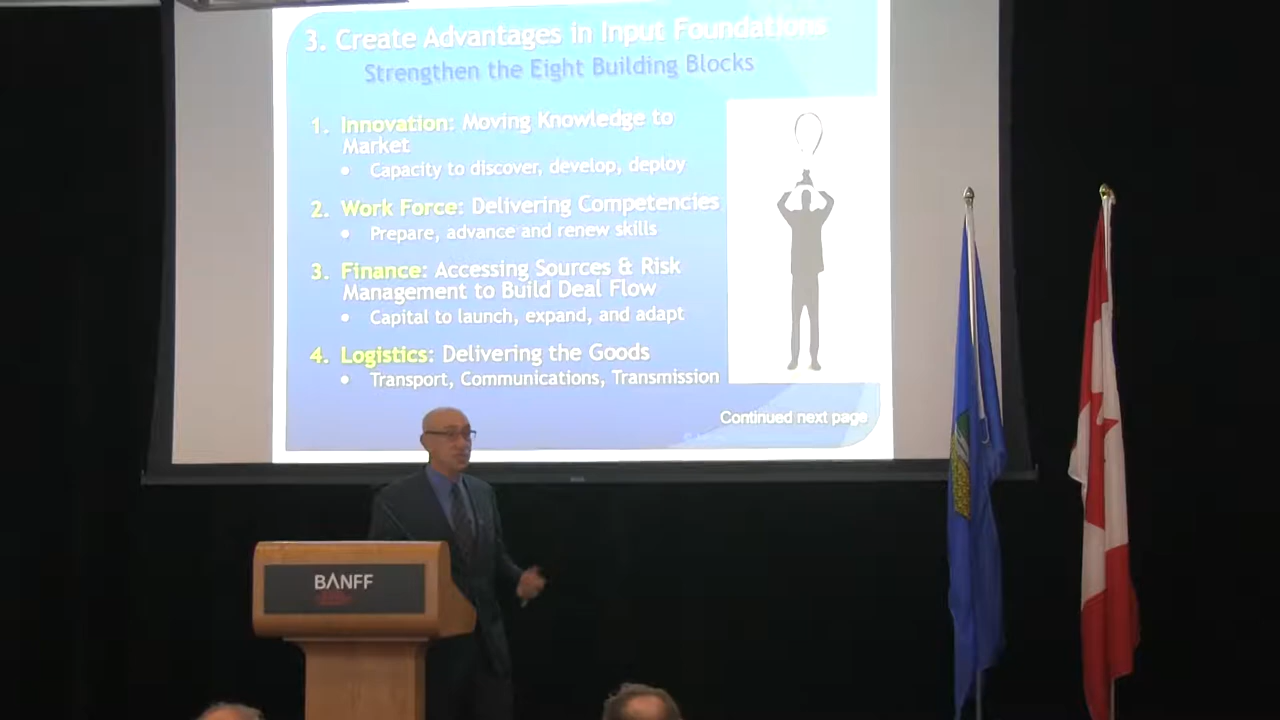 3. Create Advantages in Input Foundations
Strengthen the Eight Building Blocks
1. Innovation: Moving Knowledge to
Market
• Capacity to discover, develop, deploy
2. Work Force: Delivering Competencies
• Prepare, advance and renew skills
3. Finance: Accessing Sources & Risk
Management to Build Deal Flow
• Capital to launch, expand, and adapt
4. Logistics: Delivering the Goods
• Transport, Communications, Transmission
Continued next page
BANFF